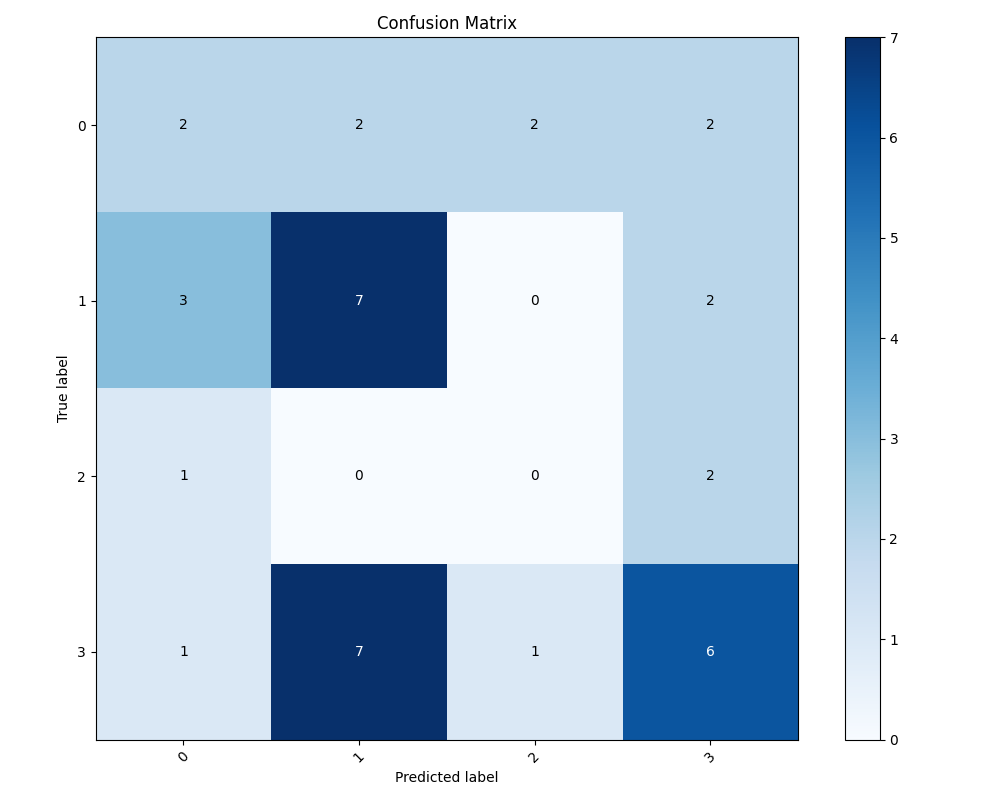 Confusion Matrix
7
6
5
4
3
2
1
0
True label
0
2 2 2 2
1
3 7 0 2
2
1 0 0 2
3
1 7 1 6
0 1 2 3
Predicted label